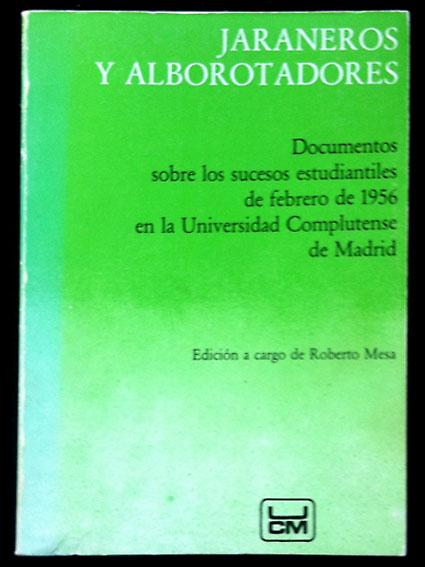 JARANEROS
Y ALBOROTADORES
Documentos
sobre los sucesos estudiantiles
de febrero de 1956
en la Universidad Complutense
de Madrid
Edición a cargo de Roberto Mesa
UCM